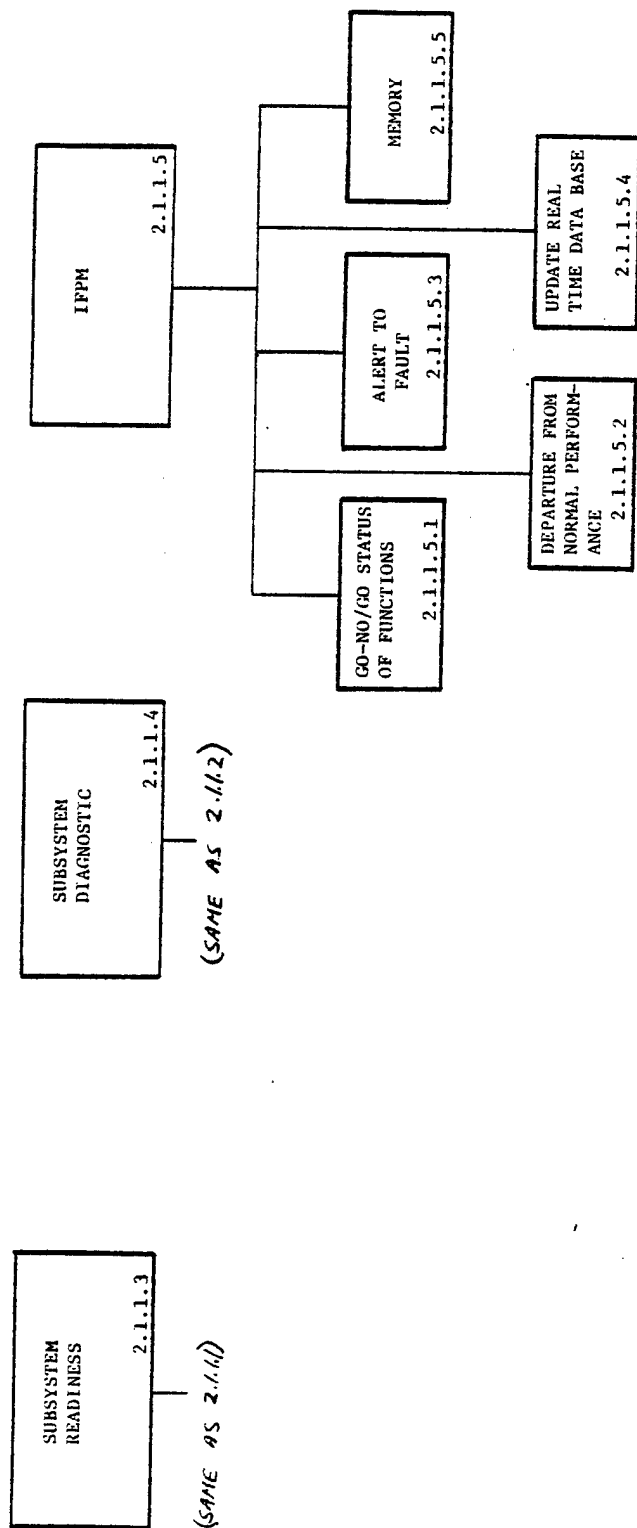 SUBSYSTEM
READINESS
2.1.1.3
(SAME AS 2.1.1.1)
SUBSYSTEM
DIAGNOSTIC
2.1.1.4
(SAME AS 2.1.1.2)
IFPM
2.1.1.5
GO-NO/GO STATUS
OF FUNCTIONS
2.1.1.5.1
DEPARTURE FROM
NORMAL PERFORM-
ANCE
2.1.1.5.2
ALERT TO
FAULT
2.1.1.5.3
UPDATE REAL
TIME DATA BASE
2.1.1.5.4
MEMORY
2.1.1.5.5